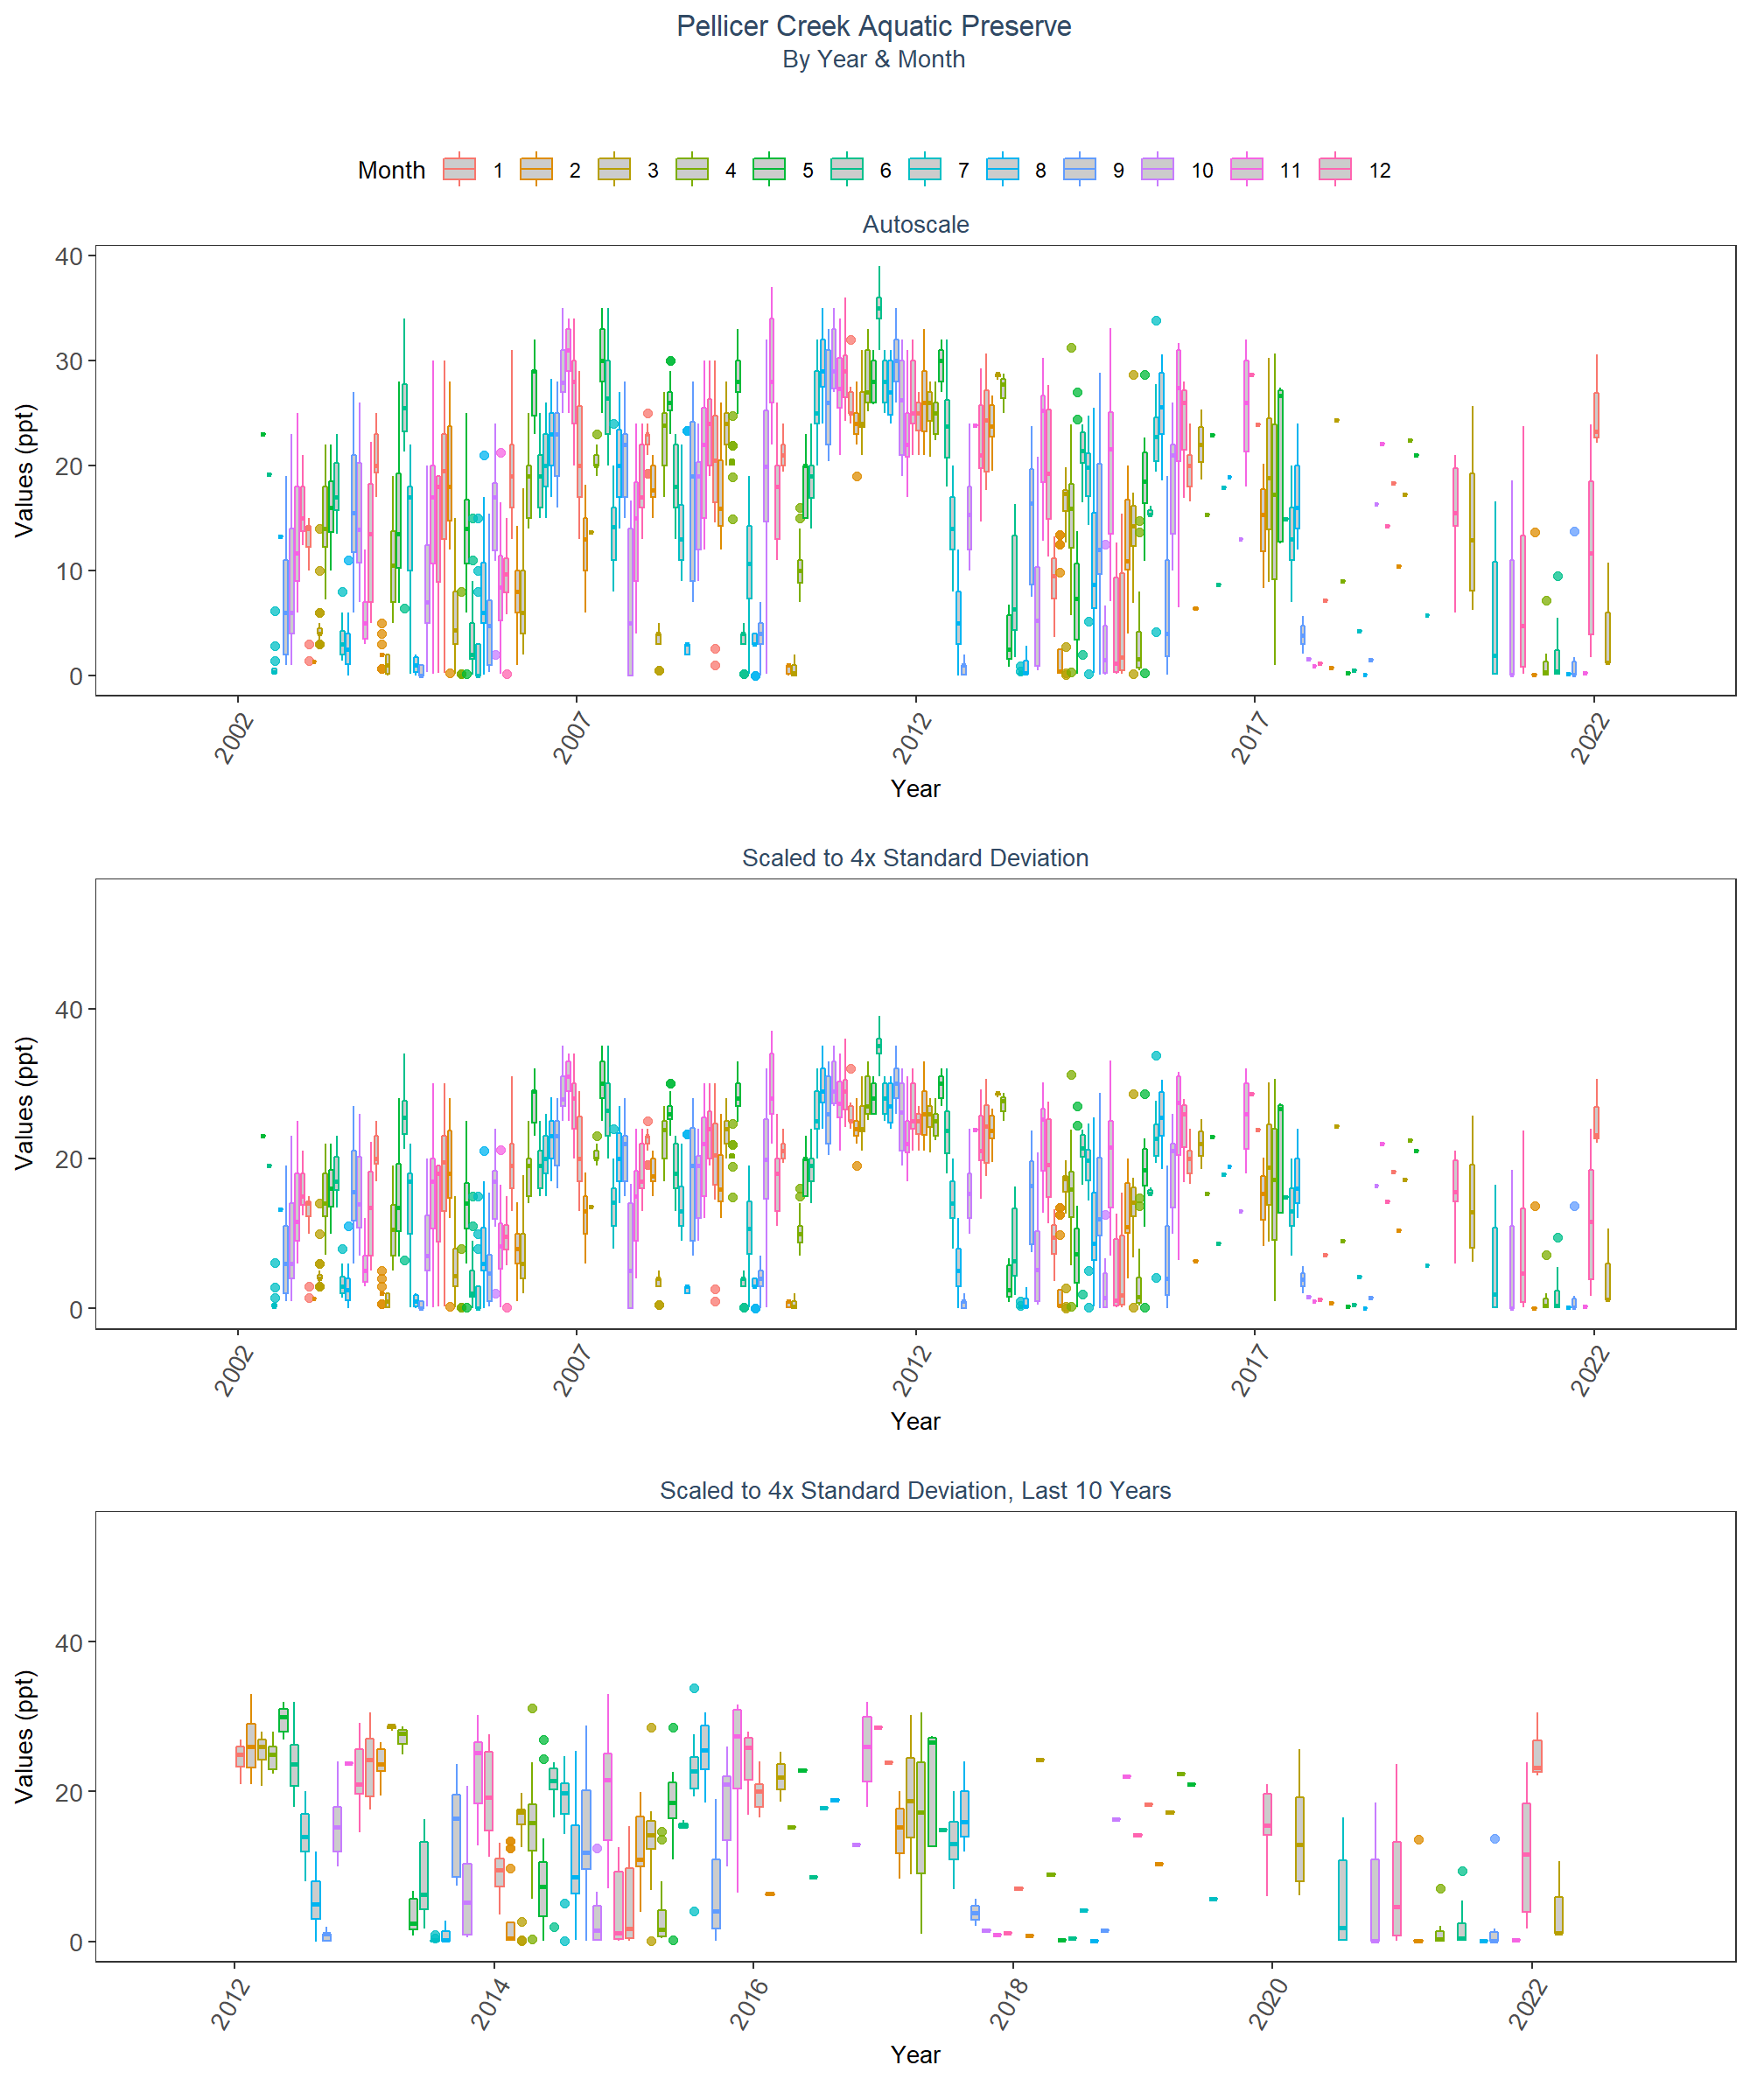 Pellicer Creek Aquatic Preserve
By Year & Month
Month 1 2 3 4 5 6 7 8 9 10 11 12
Autoscale
Values (ppt)
40
30
20
10
0
2002 2007 2012 2017 2022
Year
Scaled to 4x Standard Deviation
Values (ppt)
40
20
0
2002 2007 2012 2017 2022
Year
Scaled to 4x Standard Deviation, Last 10 Years
Values (ppt)
40
20
0
2012 2014 2016 2018 2020 2022
Year